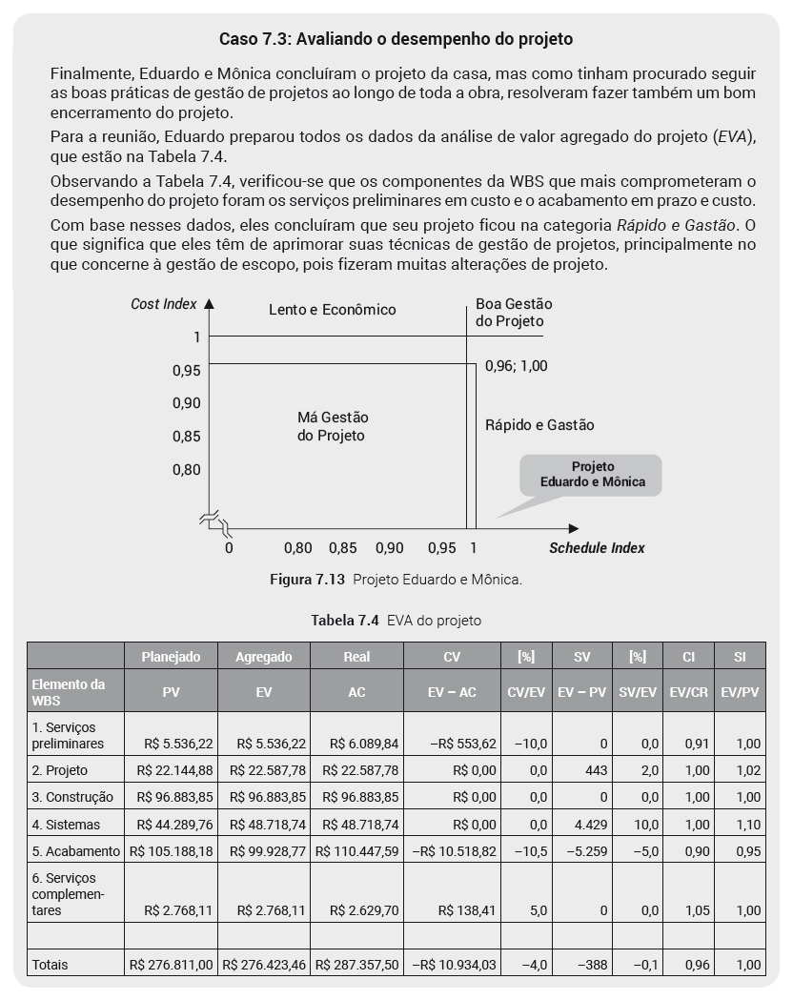 Caso 7.3: Avaliando o desempenho do projeto
Finalmente, Eduardo e Mônica concluíram o projeto da casa, mas como tinham procurado seguir
as boas práticas de gestão de projetos ao longo de toda a obra, resolveram fazer também um bom
encerramento do projeto.
Para a reunião, Eduardo preparou todos os dados da análise de valor agregado do projeto (EVA),
que estão na Tabela 7.4.
Observando a Tabela 7.4, verificou-se que os componentes da WBS que mais comprometeram o
desempenho do projeto foram os serviços preliminares em custo e o acabamento em prazo e custo.
Com base nesses dados, eles concluíram que seu projeto ficou na categoria Rápido e Gastão. O
que significa que eles têm de aprimorar suas técnicas de gestão de projetos, principalmente no
que concerne à gestão de escopo, pois fizeram muitas alterações de projeto.
Cost Index
Lento e Econômico
Boa Gestão
do Projeto
1
0,95
0,96; 1,00
0,90
Má Gestão
do Projeto
Rápido e Gastão
0,85
0,80
Projeto
Eduardo e Mônica
0 0,80 0,85 0,90 0,95 1 Schedule Index
Figura 7.13 Projeto Eduardo e Mônica.
Tabela 7.4 EVA do projeto
Planejado Agregado Real CV [%] SV [%] CI SI
Elemento da
WBS PV EV AC EV – AC CV/EV EV – PV SV/EV EV/CR EV/PV
1. Serviços
preliminares R$ 5.536,22 R$ 5.536,22 R$ 6.089,84 –R$ 553,62 –10,0 0 0,0 0,91 1,00
2. Projeto R$ 22.144,88 R$ 22.587,78 R$ 22.587,78 R$ 0,00 0,0 443 2,0 1,00 1,02
3. Construção R$ 96.883,85 R$ 96.883,85 R$ 96.883,85 R$ 0,00 0,0 0 0,0 1,00 1,00
4. Sistemas R$ 44.289,76 R$ 48.718,74 R$ 48.718,74 R$ 0,00 0,0 4.429 10,0 1,00 1,10
5. Acabamento R$ 105.188,18 R$ 99.928,77 R$ 110.447,59 –R$ 10.518,82 –10,5 –5.259 –5,0 0,90 0,95
6. Serviços
complemen-
tares R$ 2.768,11 R$ 2.768,11 R$ 2.629,70 R$ 138,41 5,0 0 0,0 1,05 1,00
Totais R$ 276.811,00 R$ 276.423,46 R$ 287.357,50 –R$ 10.934,03 –4,0 –388 –0,1 0,96 1,00